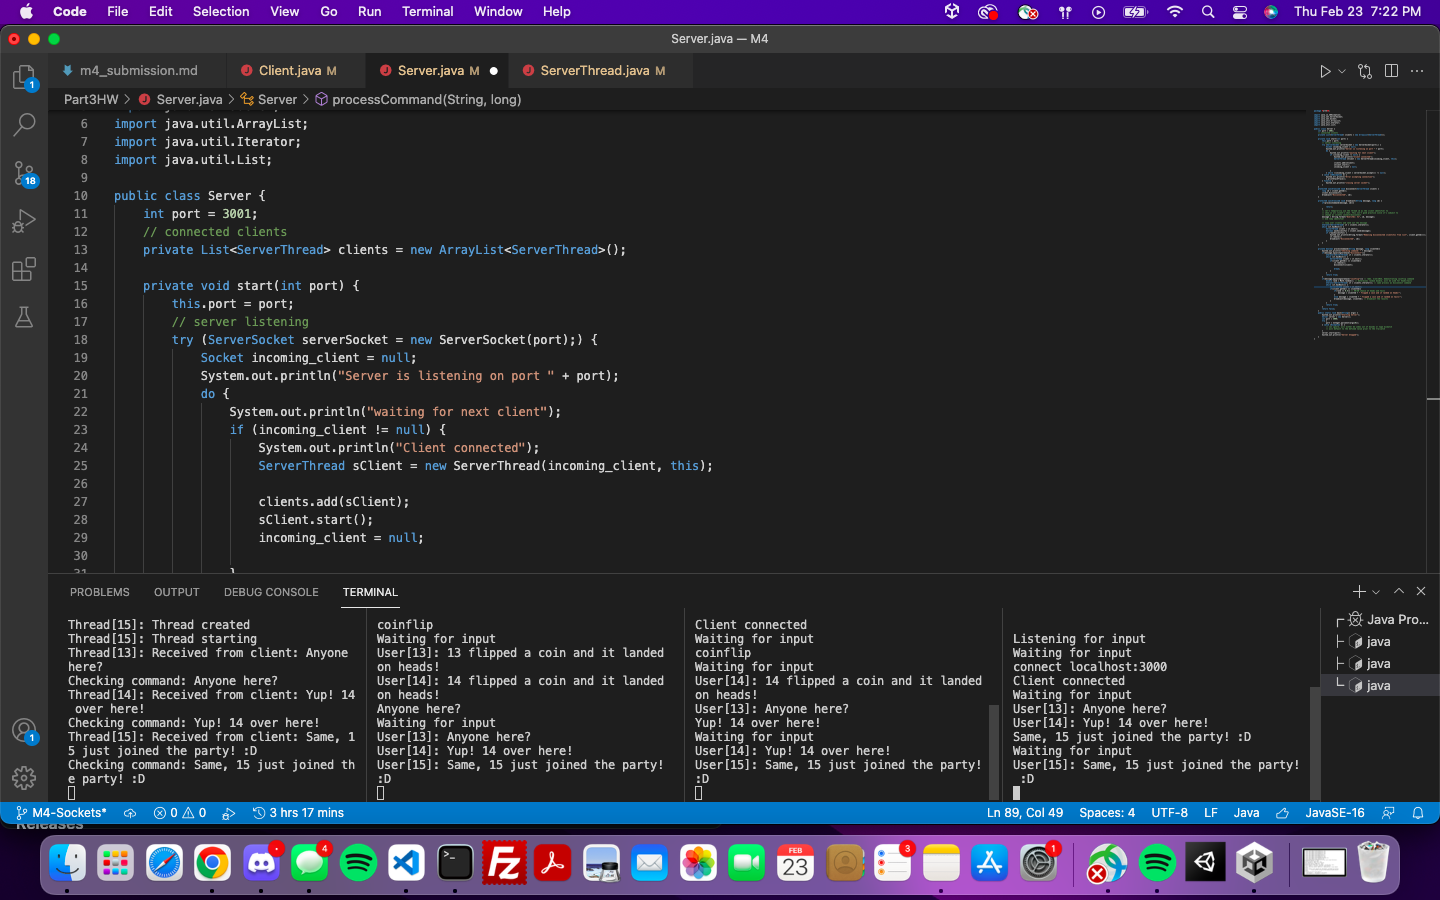 Code File Edit Selection View Go Run Terminal Window Help Thu Feb 23 7:22 PM
Server.java — M4
m4_submission.md Client.java M Server.java M ServerThread.java M
Part3HW > Server.java > Server > processCommand(String, long)
6 import java.util.ArrayList;
7 import java.util.Iterator;
8 import java.util.List;
9
10 public class Server {
11 int port = 3001;
12 // connected clients
13 private List<ServerThread> clients = new ArrayList<ServerThread>();
14
15 private void start(int port) {
16 this.port = port;
17 // server listening
18 try (ServerSocket serverSocket = new ServerSocket(port);) {
19 Socket incoming_client = null;
20 System.out.println("Server is listening on port " + port);
21 do {
22 System.out.println("waiting for next client");
23 if (incoming_client != null) {
24 System.out.println("Client connected");
25 ServerThread sClient = new ServerThread(incoming_client, this);
26
27 clients.add(sClient);
28 sClient.start();
29 incoming_client = null;
30
31 }
1
18
1
PROBLEMS OUTPUT DEBUG CONSOLE TERMINAL
Thread[15]: Thread created
Thread[15]: Thread starting
Thread[13]: Received from client: Anyone
here?
Checking command: Anyone here?
Thread[14]: Received from client: Yup! 14
over here!
Checking command: Yup! 14 over here!
Thread[15]: Received from client: Same, 1
5 just joined the party! :D
Checking command: Same, 15 just joined th
e party! :D
coinflip
Waiting for input
User[13]: 13 flipped a coin and it landed
on heads!
User[14]: 14 flipped a coin and it landed
on heads!
Anyone here?
Waiting for input
User[13]: Anyone here?
User[14]: Yup! 14 over here!
User[15]: Same, 15 just joined the party!
:D
Client connected
Waiting for input
coinflip
Waiting for input
User[14]: 14 flipped a coin and it landed
on heads!
User[13]: Anyone here?
Yup! 14 over here!
Waiting for input
User[14]: Yup! 14 over here!
User[15]: Same, 15 just joined the party!
:D
Listening for input
Waiting for input
connect localhost:3000
Client connected
Waiting for input
User[13]: Anyone here?
User[14]: Yup! 14 over here!
Same, 15 just joined the party! :D
Waiting for input
User[15]: Same, 15 just joined the party!
:D
Java Pro...
java
java
java
M4-Sockets* 0 0 3 hrs 17 mins Ln 89, Col 49 Spaces: 4 UTF-8 LF Java JavaSE-16
Releases
4 FEB 23 3 1